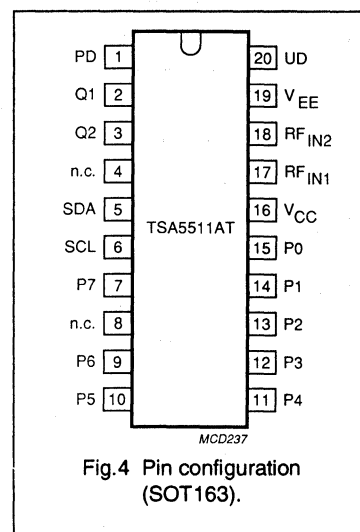 PD 1 20 UD
Q1 2 19 VEE
Q2 3 18 RFIN2
n.c. 4 17 RFIN1
SDA 5 16 VCC
TSA5511AT
SCL 6 15 P0
P7 7 14 P1
n.c. 8 13 P2
P6 9 12 P3
P5 10 11 P4
MCD237
Fig.4 Pin configuration
(SOT163).